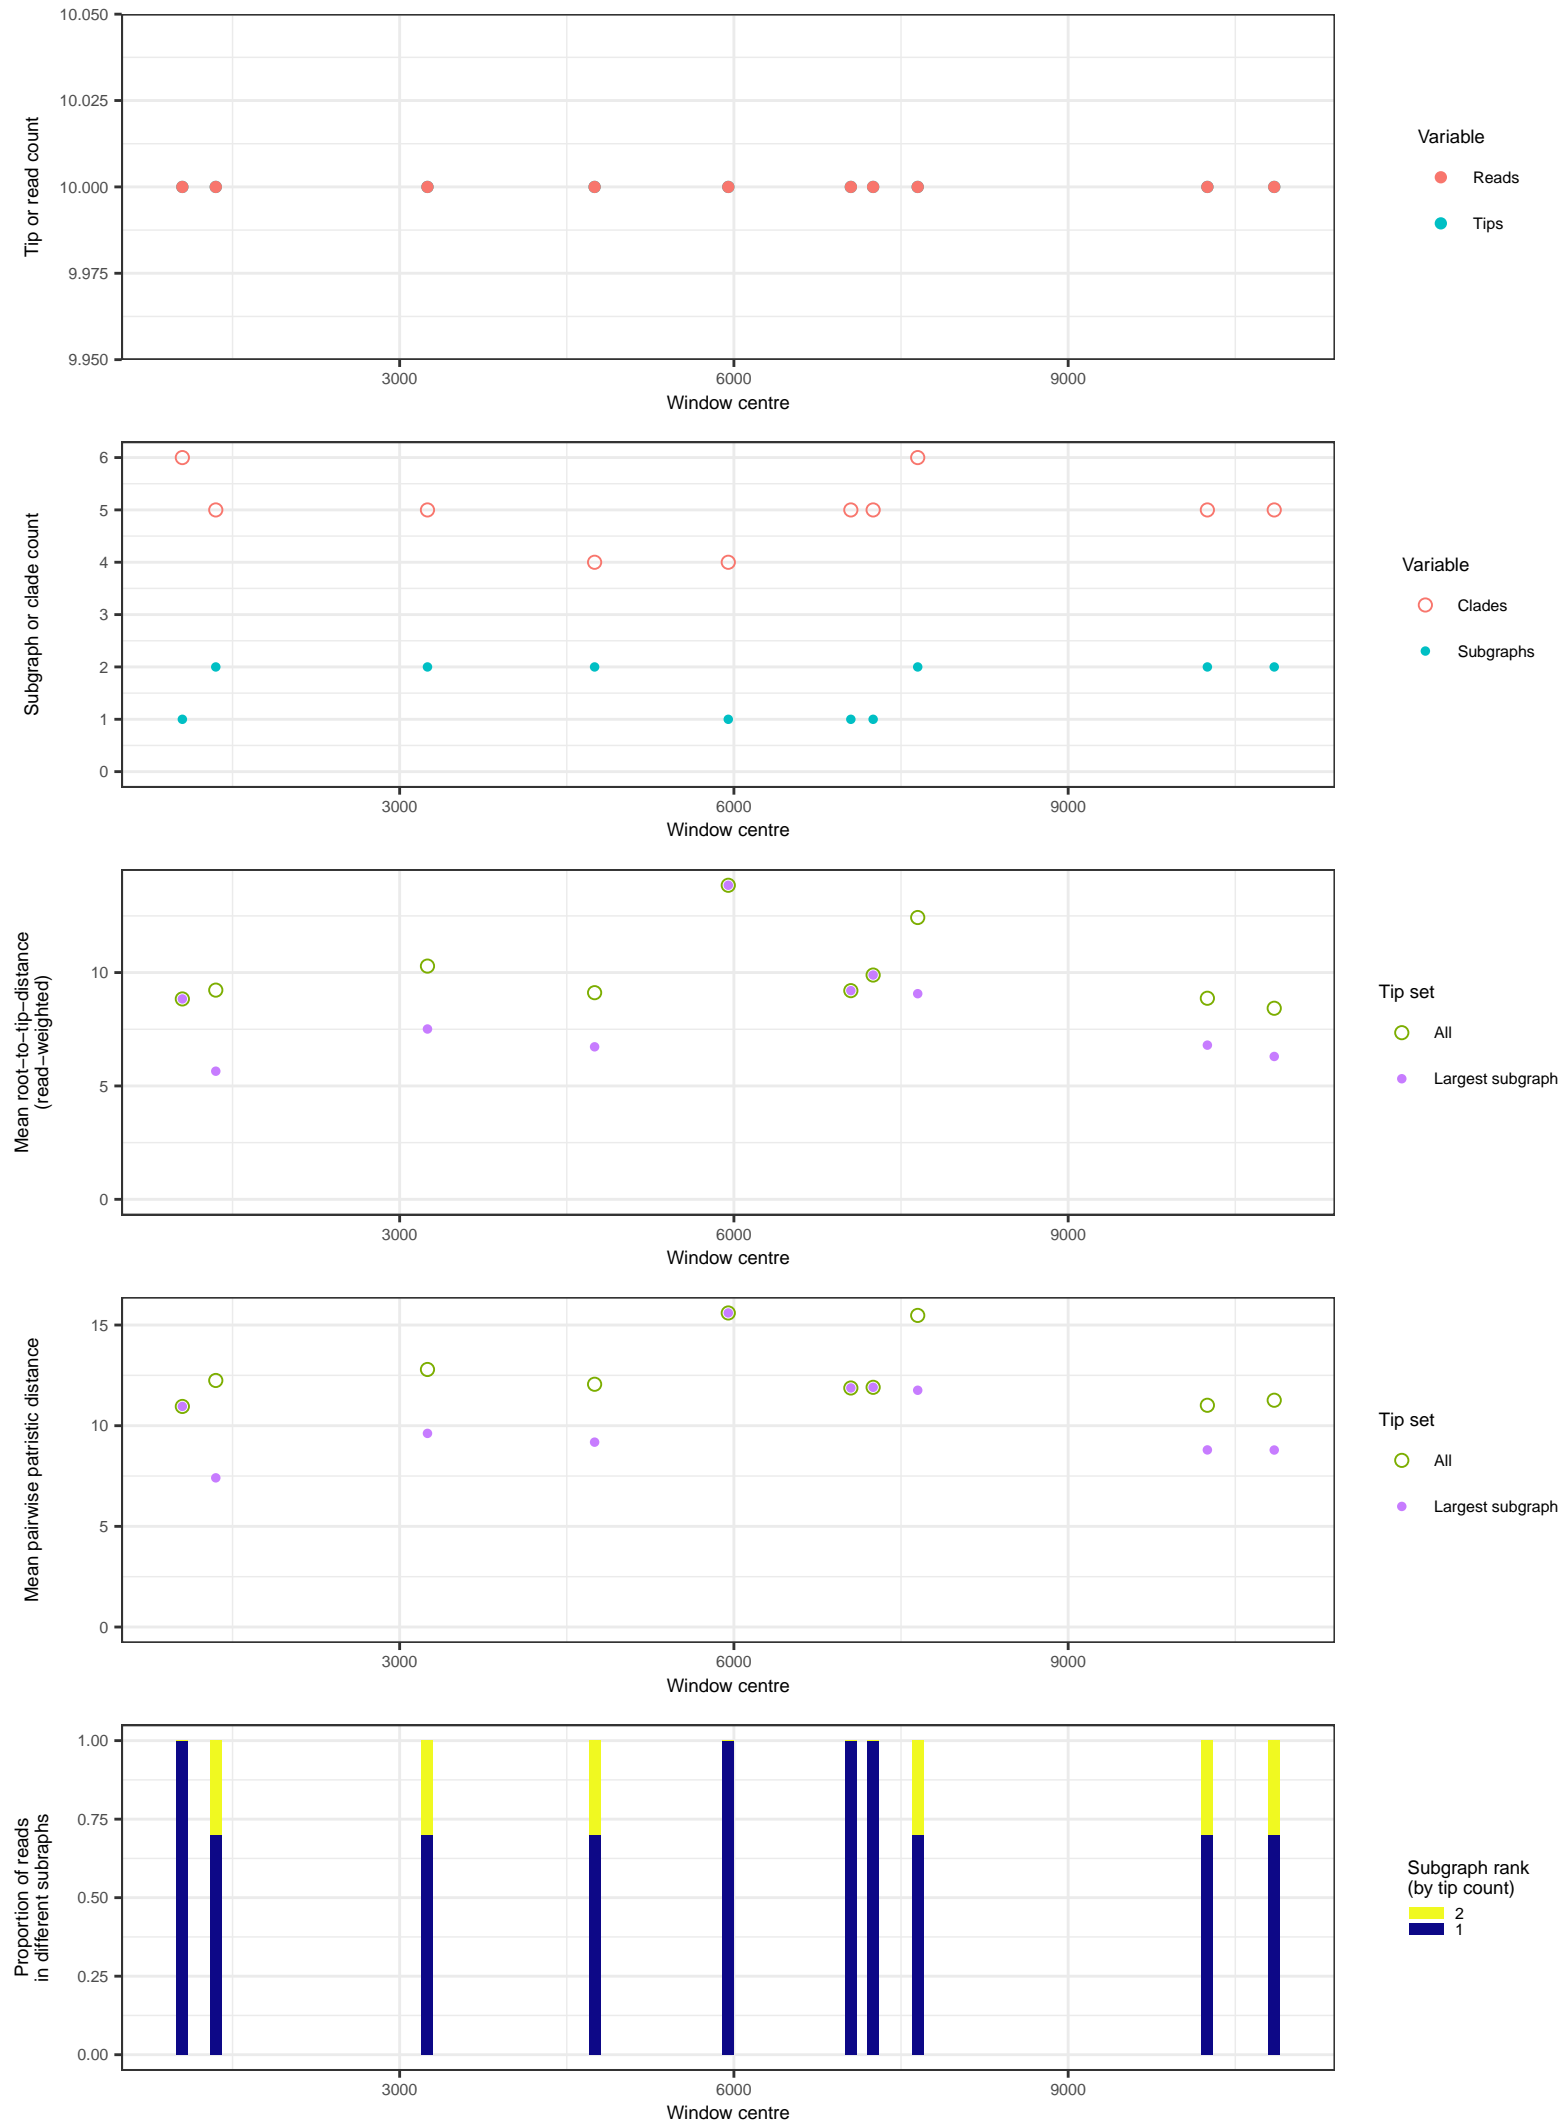 10.050
10.025
10.000
9.975
9.950
Tip or read count
3000 6000 9000
Window centre
Variable
Reads
Tips
6
5
4
3
2
1
0
Subgraph or clade count
3000 6000 9000
Window centre
Variable
Clades
Subgraphs
10
5
0
Mean root−to−tip−distance
(read−weighted)
3000 6000 9000
Window centre
Tip set
All
Largest subgraph
15
10
5
0
Mean pairwise patristic distance
3000 6000 9000
Window centre
Tip set
All
Largest subgraph
1.00
0.75
0.50
0.25
0.00
Proportion of reads
in different subraphs
3000 6000 9000
Window centre
Subgraph rank
(by tip count)
2
1